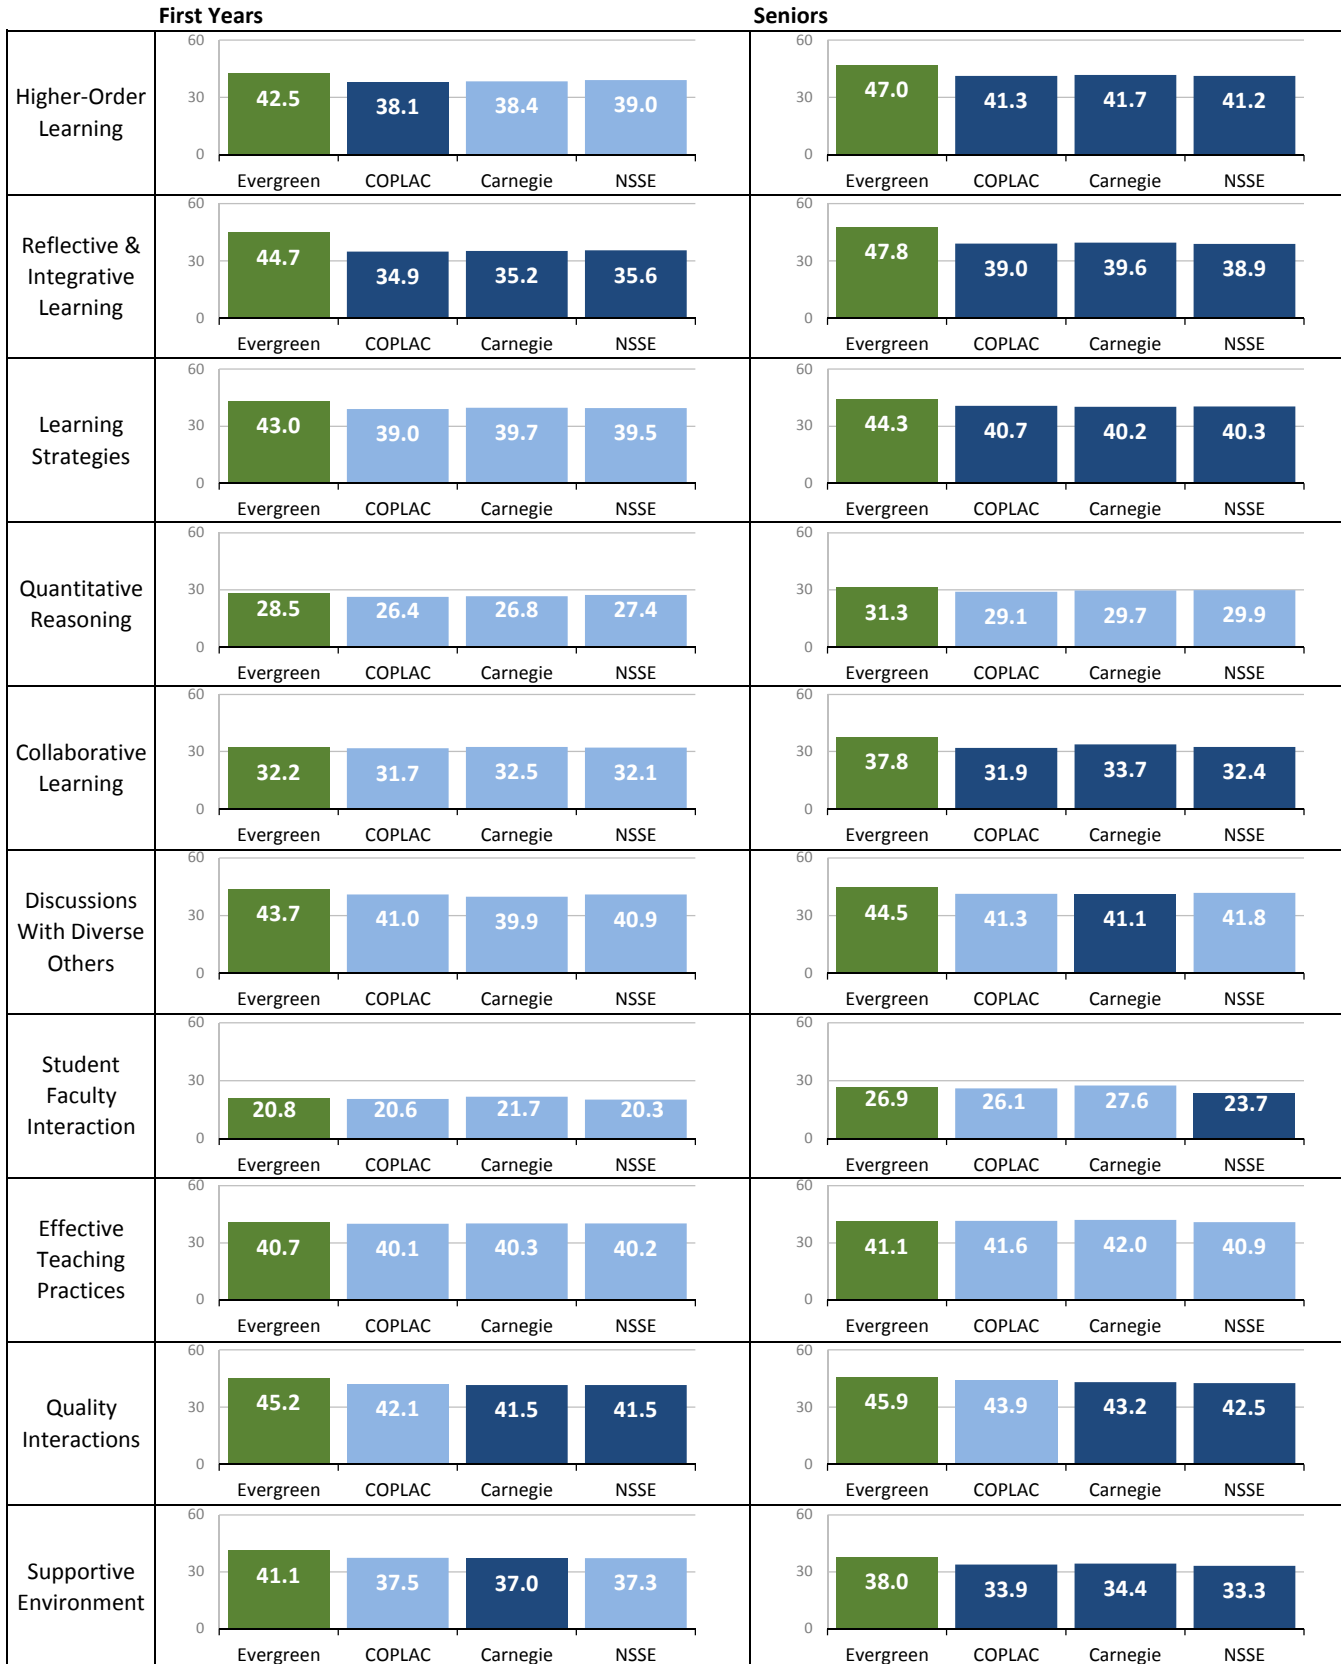 First Years Seniors
Higher-Order
Learning
60
30
0
42.5 38.1 38.4 39.0
Evergreen COPLAC Carnegie NSSE
60
30
0
47.0 41.3 41.7 41.2
Evergreen COPLAC Carnegie NSSE
Reflective &
Integrative
Learning
60
30
0
44.7 34.9 35.2 35.6
Evergreen COPLAC Carnegie NSSE
60
30
0
47.8 39.0 39.6 38.9
Evergreen COPLAC Carnegie NSSE
Learning
Strategies
60
30
0
43.0 39.0 39.7 39.5
Evergreen COPLAC Carnegie NSSE
60
30
0
44.3 40.7 40.2 40.3
Evergreen COPLAC Carnegie NSSE
Quantitative
Reasoning
60
30
0
28.5 26.4 26.8 27.4
Evergreen COPLAC Carnegie NSSE
60
30
0
31.3 29.1 29.7 29.9
Evergreen COPLAC Carnegie NSSE
Collaborative
Learning
60
30
0
32.2 31.7 32.5 32.1
Evergreen COPLAC Carnegie NSSE
60
30
0
37.8 31.9 33.7 32.4
Evergreen COPLAC Carnegie NSSE
Discussions
With Diverse
Others
60
30
0
43.7 41.0 39.9 40.9
Evergreen COPLAC Carnegie NSSE
60
30
0
44.5 41.3 41.1 41.8
Evergreen COPLAC Carnegie NSSE
Student
Faculty
Interaction
60
30
0
20.8 20.6 21.7 20.3
Evergreen COPLAC Carnegie NSSE
60
30
0
26.9 26.1 27.6 23.7
Evergreen COPLAC Carnegie NSSE
Effective
Teaching
Practices
60
30
0
40.7 40.1 40.3 40.2
Evergreen COPLAC Carnegie NSSE
60
30
0
41.1 41.6 42.0 40.9
Evergreen COPLAC Carnegie NSSE
Quality
Interactions
60
30
0
45.2 42.1 41.5 41.5
Evergreen COPLAC Carnegie NSSE
60
30
0
45.9 43.9 43.2 42.5
Evergreen COPLAC Carnegie NSSE
Supportive
Environment
60
30
0
41.1 37.5 37.0 37.3
Evergreen COPLAC Carnegie NSSE
60
30
0
38.0 33.9 34.4 33.3
Evergreen COPLAC Carnegie NSSE